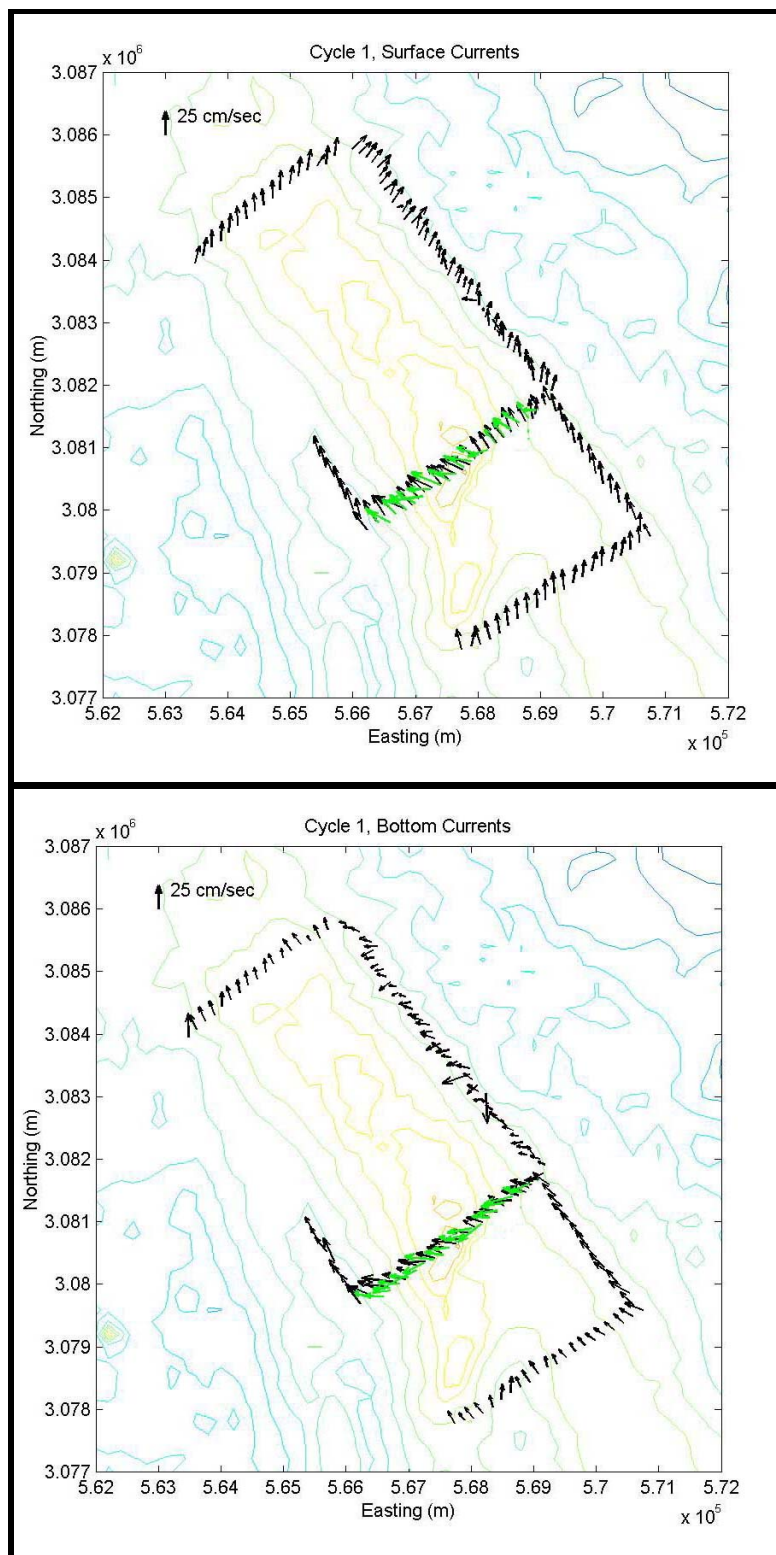 Cycle 1, Surface Currents
x 10^6
3.087
3.086
3.085
3.084
3.083
3.082
3.081
3.08
3.079
3.078
3.077
25 cm/sec
Northing (m)
5.62 5.63 5.64 5.65 5.66 5.67 5.68 5.69 5.7 5.71 5.72
Easting (m)
x 10^5
Cycle 1, Bottom Currents
x 10^6
3.087
3.086
3.085
3.084
3.083
3.082
3.081
3.08
3.079
3.078
3.077
25 cm/sec
Northing (m)
5.62 5.63 5.64 5.65 5.66 5.67 5.68 5.69 5.7 5.71 5.72
Easting (m)
x 10^5